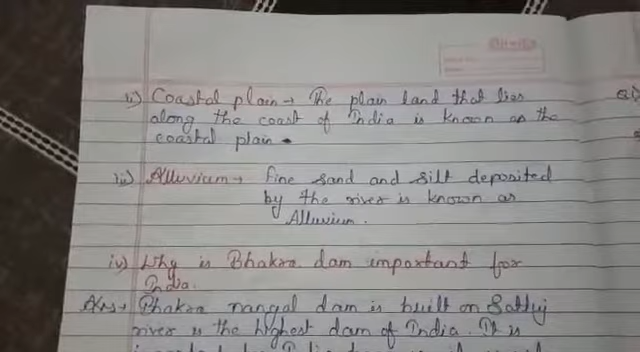 ii) Coastal plain → The plain land that lies
along the coast of India is known as the
coastal plain.
iii) Alluvium → Fine sand and silt deposited
by the river is known as
Alluvium.
iv) Why is Bhakra dam important for
India.
Ans → Bhakra nangal dam is built on Satluj
river is the highest dam of India. It is